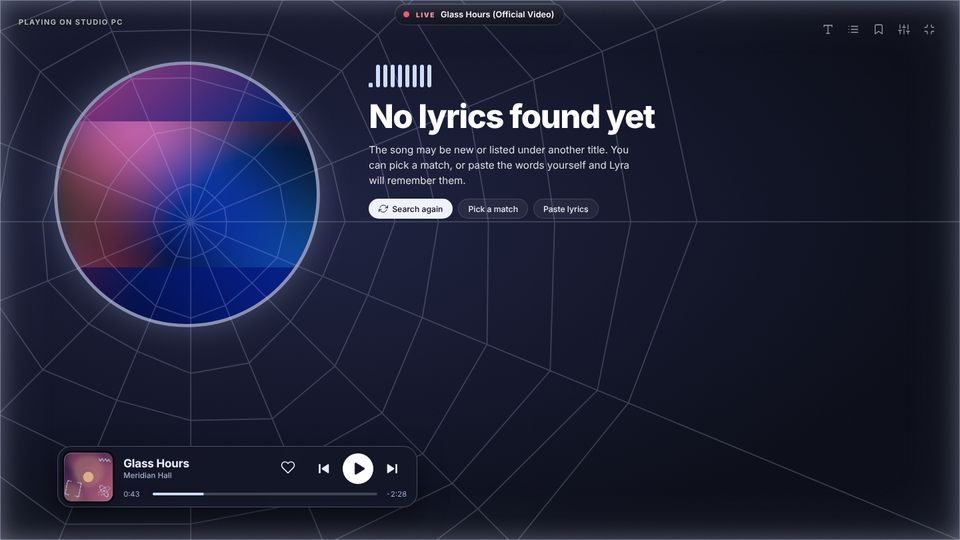 PLAYING ON STUDIO PC
LIVE Glass Hours (Official Video)
No lyrics found yet
The song may be new or listed under another title. You
can pick a match, or paste the words yourself and Lyra
will remember them.
Search again
Pick a match
Paste lyrics
Glass Hours
Meridian Hall
0:43
-2:28